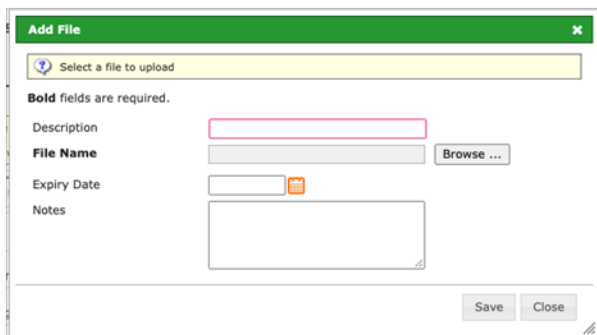 Add File
Select a file to upload
Bold fields are required.
Description
File Name
Browse ...
Expiry Date
Notes
Save Close